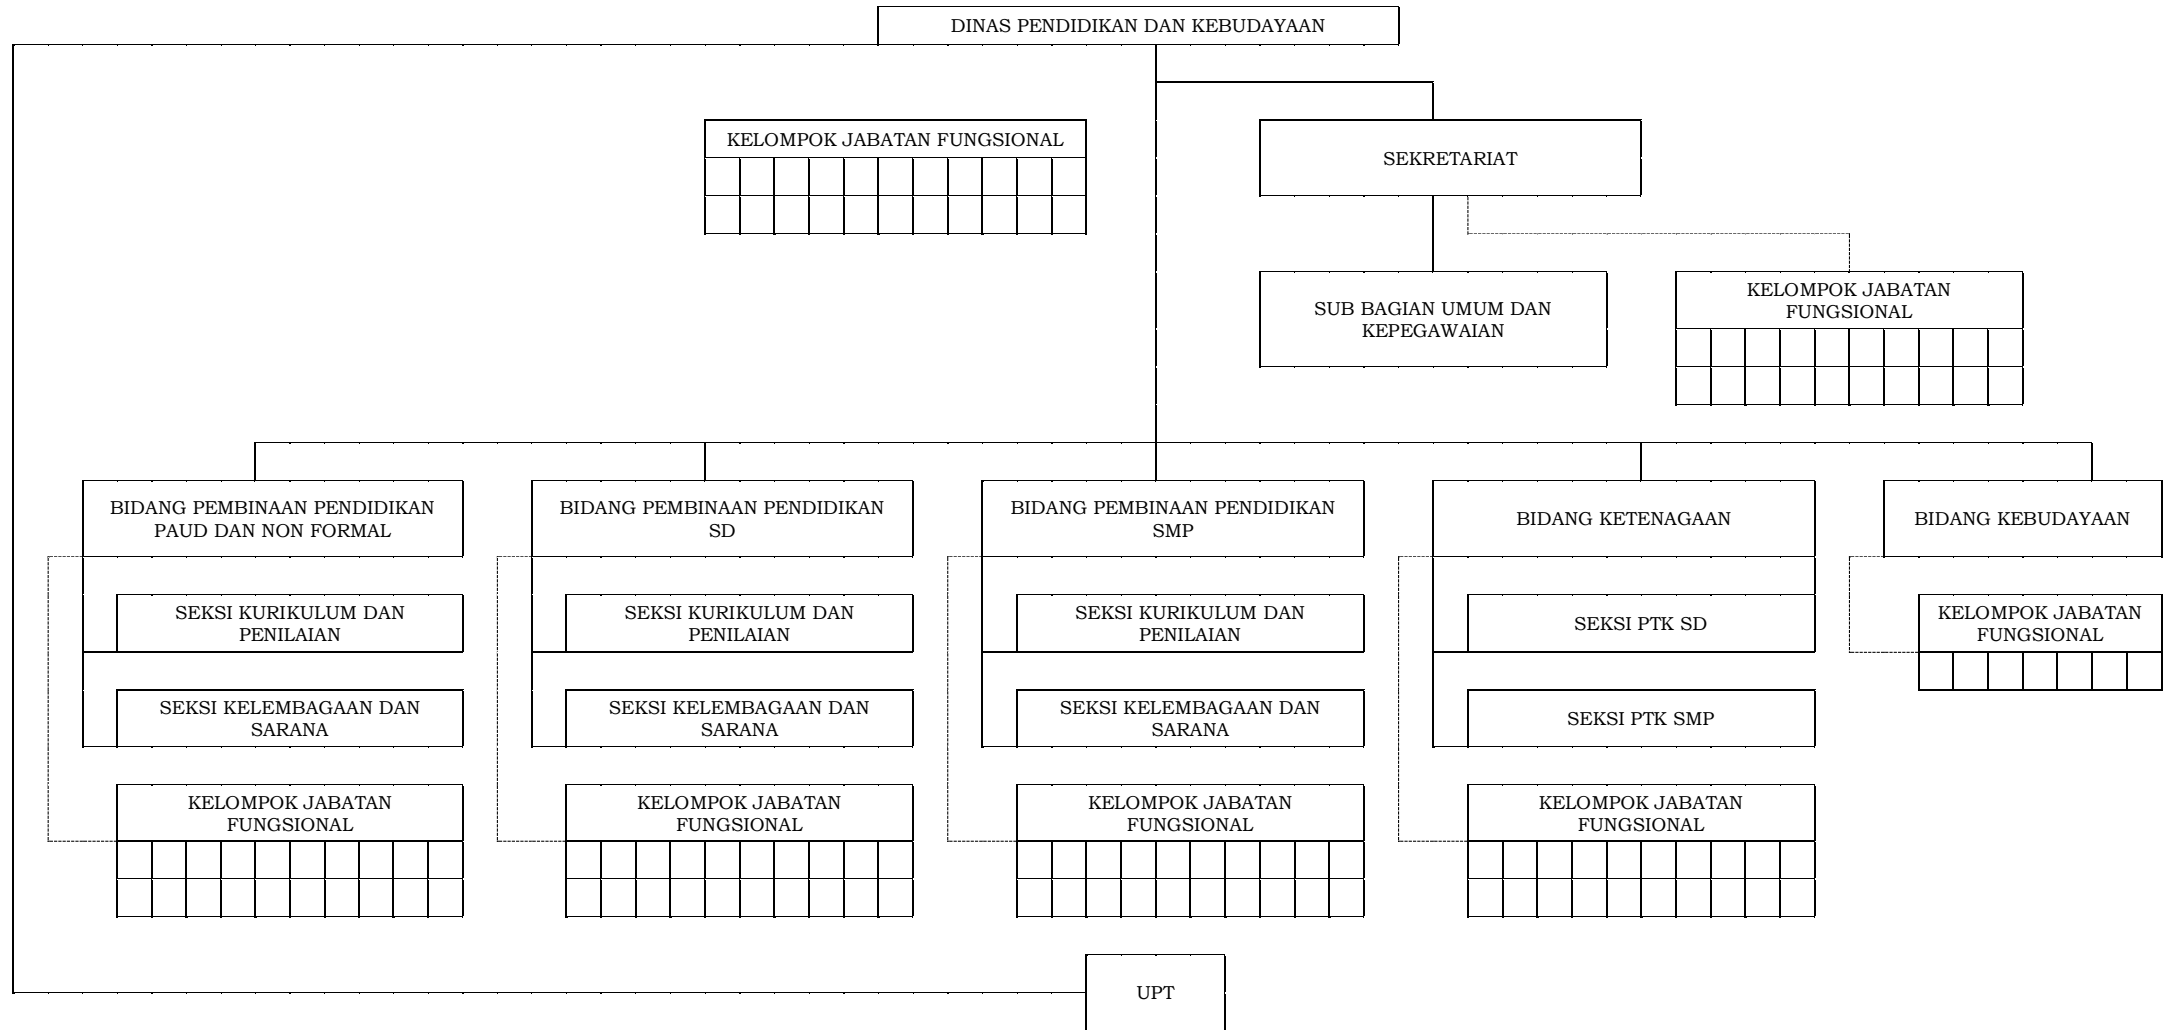 DINAS PENDIDIKAN DAN KEBUDAYAAN
KELOMPOK JABATAN FUNGSIONAL
SEKRETARIAT
SUB BAGIAN UMUM DAN
KEPEGAWAIAN
KELOMPOK JABATAN
FUNGSIONAL
BIDANG PEMBINAAN PENDIDIKAN
PAUD DAN NON FORMAL
BIDANG PEMBINAAN PENDIDIKAN
SD
BIDANG PEMBINAAN PENDIDIKAN
SMP
BIDANG KETENAGAAN
BIDANG KEBUDAYAAN
SEKSI KURIKULUM DAN
PENILAIAN
SEKSI KURIKULUM DAN
PENILAIAN
SEKSI KURIKULUM DAN
PENILAIAN
SEKSI PTK SD
KELOMPOK JABATAN
FUNGSIONAL
SEKSI KELEMBAGAAN DAN
SARANA
SEKSI KELEMBAGAAN DAN
SARANA
SEKSI KELEMBAGAAN DAN
SARANA
SEKSI PTK SMP
KELOMPOK JABATAN
FUNGSIONAL
KELOMPOK JABATAN
FUNGSIONAL
KELOMPOK JABATAN
FUNGSIONAL
KELOMPOK JABATAN
FUNGSIONAL
UPT